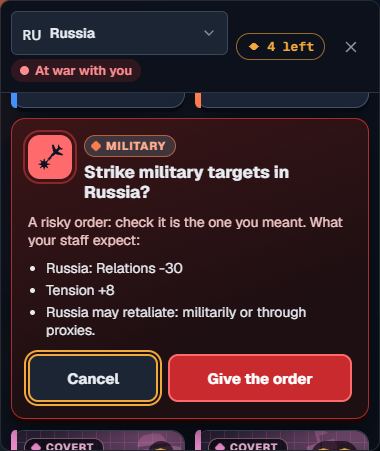 RU Russia
4 left
At war with you
MILITARY
Strike military targets in
Russia?
A risky order: check it is the one you meant. What
your staff expect:
Russia: Relations -30
Tension +8
Russia may retaliate: militarily or through
proxies.
Cancel
Give the order
COVERT
COVERT